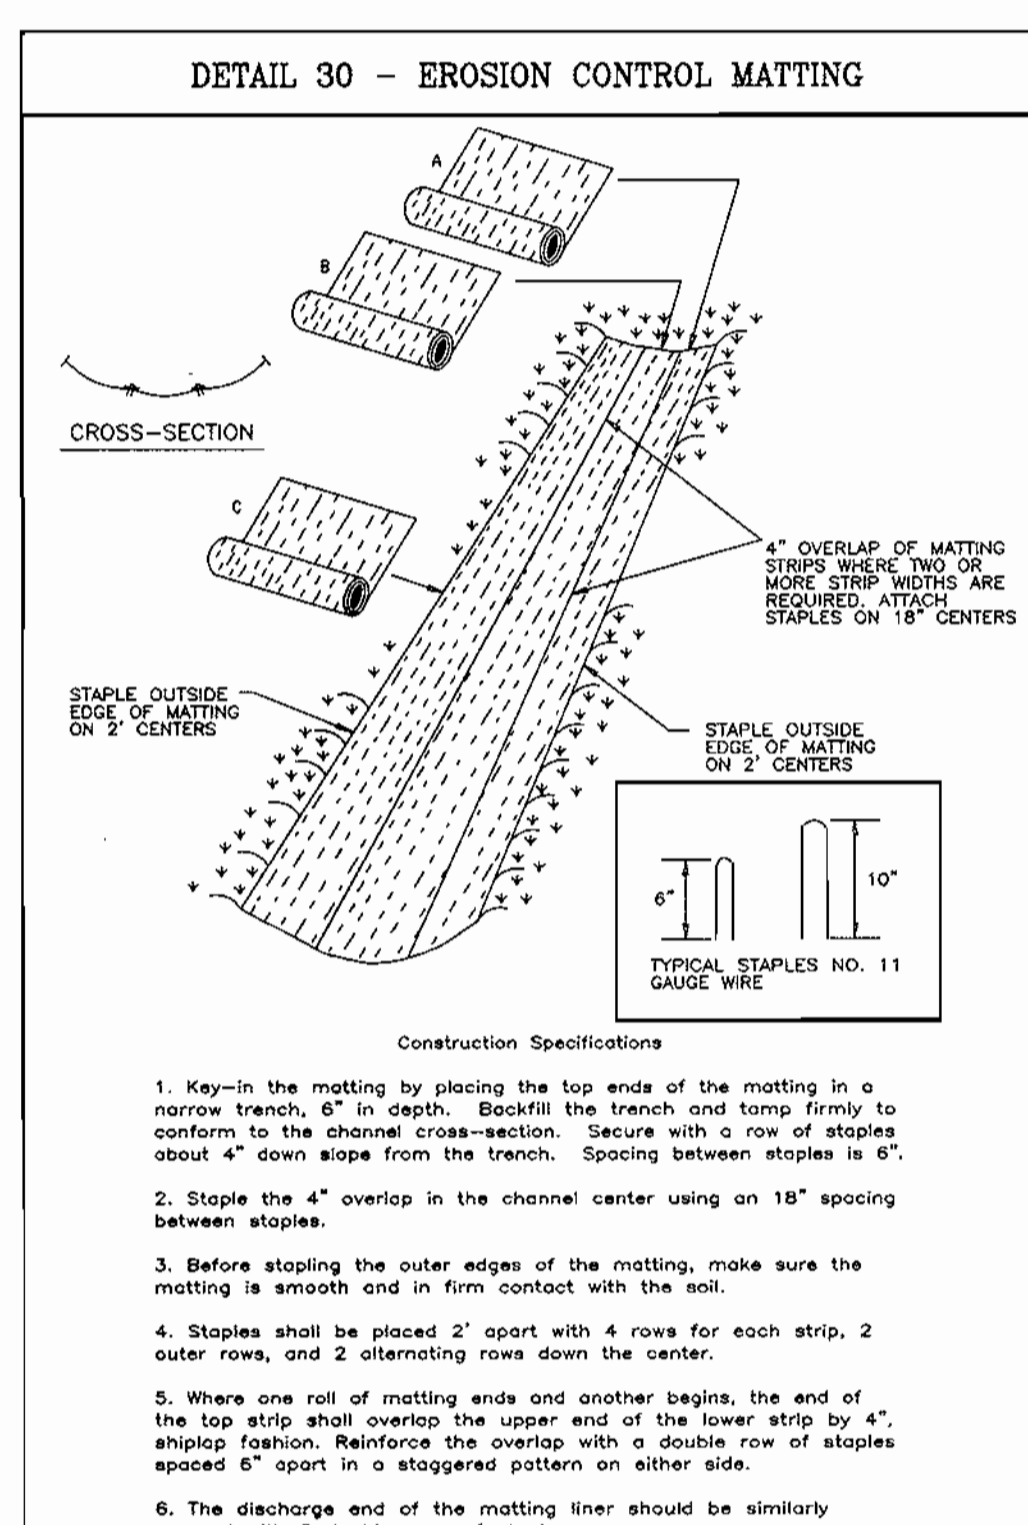 DETAIL 30 - EROSION CONTROL MATTING
A
B
CROSS-SECTION
C
4" OVERLAP OF MATTING
STRIPS WHERE TWO OR
MORE STRIP WIDTHS ARE
REQUIRED. ATTACH
STAPLES ON 18" CENTERS
STAPLE OUTSIDE
EDGE OF MATTING
ON 2' CENTERS
STAPLE OUTSIDE
EDGE OF MATTING
ON 2' CENTERS
6"
10"
TYPICAL STAPLES NO. 11
GAUGE WIRE
Construction Specifications
1. Key-in the matting by placing the top ends of the matting in a
narrow trench, 6" in depth. Backfill the trench and tamp firmly to
conform to the channel cross-section. Secure with a row of staples
about 4" down slope from the trench. Spacing between staples is 6".
2. Staple the 4" overlap in the channel center using an 18" spacing
between staples.
3. Before stapling the outer edges of the matting, make sure the
matting is smooth and in firm contact with the soil.
4. Staples shall be placed 2' apart with 4 rows for each strip, 2
outer rows, and 2 alternating rows down the center.
5. Where one roll of matting ends and another begins, the end of
the top strip shall overlap the upper end of the lower strip by 4",
shiplap fashion. Reinforce the overlap with a double row of staples
spaced 6" apart in a staggered pattern on either side.
6. The discharge end of the matting liner should be similarly